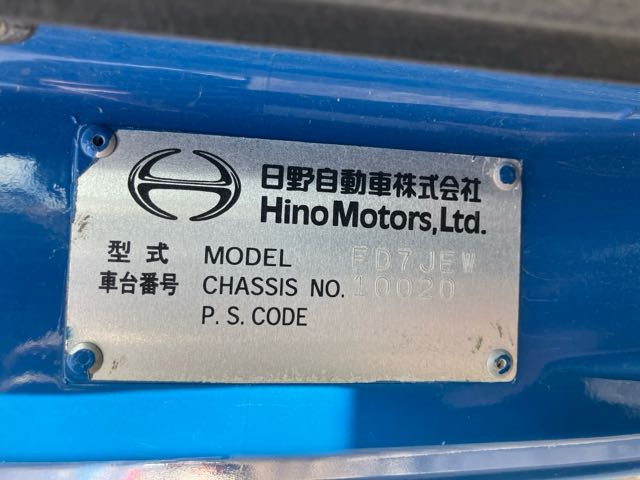 日野自動車株式会社
Hino Motors, Ltd.
型式 MODEL FD7JEW
車台番号 CHASSIS NO. 10020
P. S. CODE